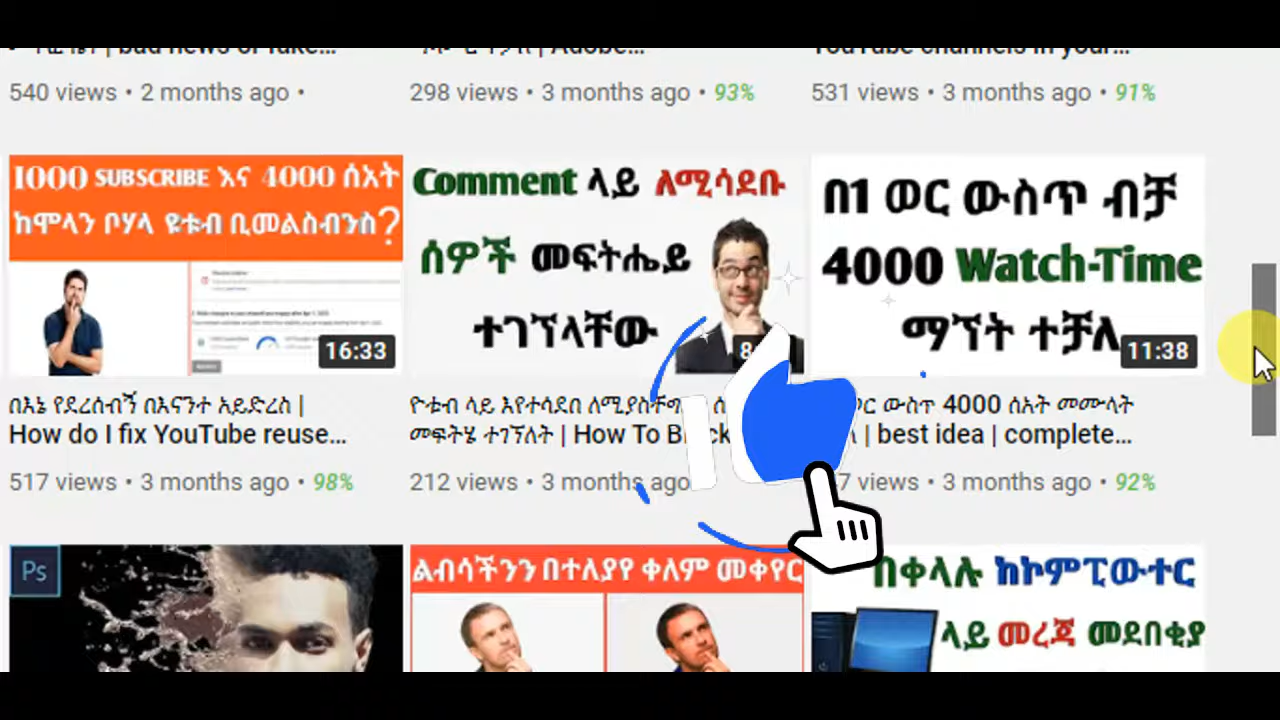 540 views • 2 months ago •
298 views • 3 months ago • 93%
531 views • 3 months ago • 91%
1000 SUBSCRIBE እና 4000 ሰአት
ከሞላን ቦሃላ ዩቱብ ቢመልስብንስ?
16:33
Comment ላይ ለሚሳደቡ
ሰዎች መፍትሔይ
ተገኘላቸው
በ1 ወር ውስጥ ብቻ
4000 Watch-Time
ማኘት ተቻለ
11:38
በእኔ የደረሰብኝ በእናንተ አይድረስ |
How do I fix YouTube reuse...
517 views • 3 months ago • 98%
ዮቱብ ላይ እየተሳደበ
መፍትሄ ተገኘለት | How To
212 views • 3 months ago
ውስጥ 4000 ሰአት መሙላት
| best idea | complete...
views • 3 months ago • 92%
Ps
ልብሳችንን በተለያየ ቀለም መቀየር
በቀላሉ ከኮምፒውተር
ላይ መረጃ መደበቂያ